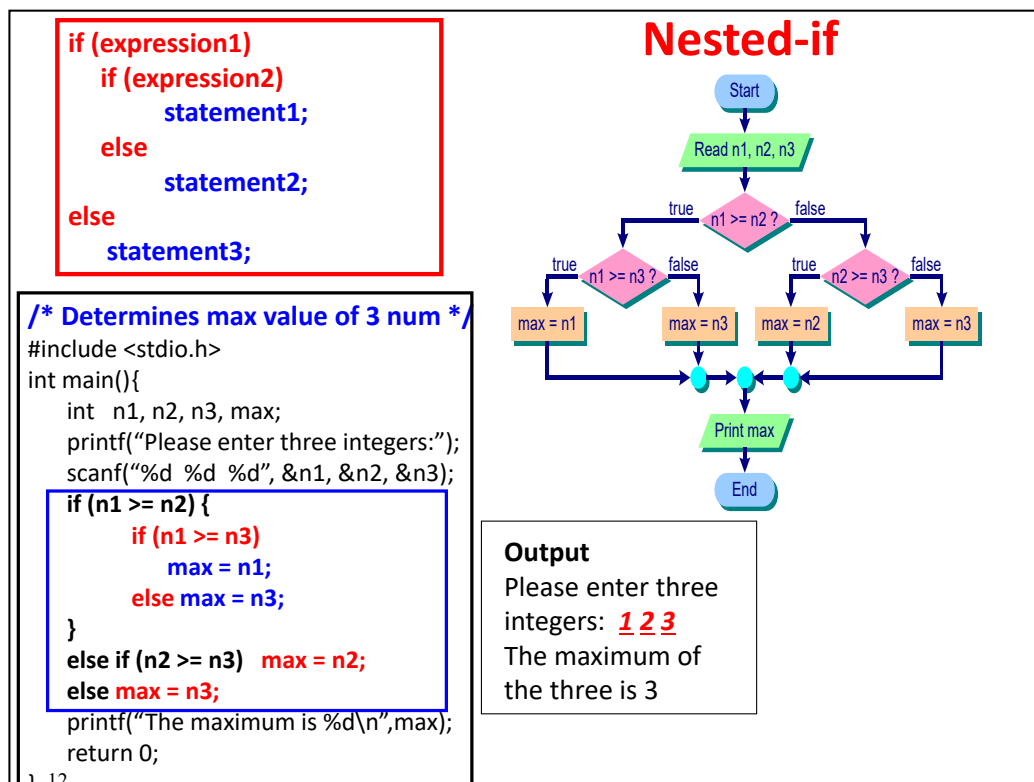 if (expression1)
if (expression2)
statement1;
else
statement2;
else
statement3;
Nested-if
Start
Read n1, n2, n3
true
n1 >= n2 ?
false
true
n1 >= n3 ?
false
true
n2 >= n3 ?
false
max = n1
max = n3
max = n2
max = n3
Print max
End
/* Determines max value of 3 num */
#include <stdio.h>
int main(){
int n1, n2, n3, max;
printf(“Please enter three integers:”);
scanf(“%d %d %d”, &n1, &n2, &n3);
if (n1 >= n2) {
if (n1 >= n3)
max = n1;
else max = n3;
}
else if (n2 >= n3) max = n2;
else max = n3;
printf(“The maximum is %d\n”,max);
return 0;
} 12
Output
Please enter three
integers: 1 2 3
The maximum of
the three is 3